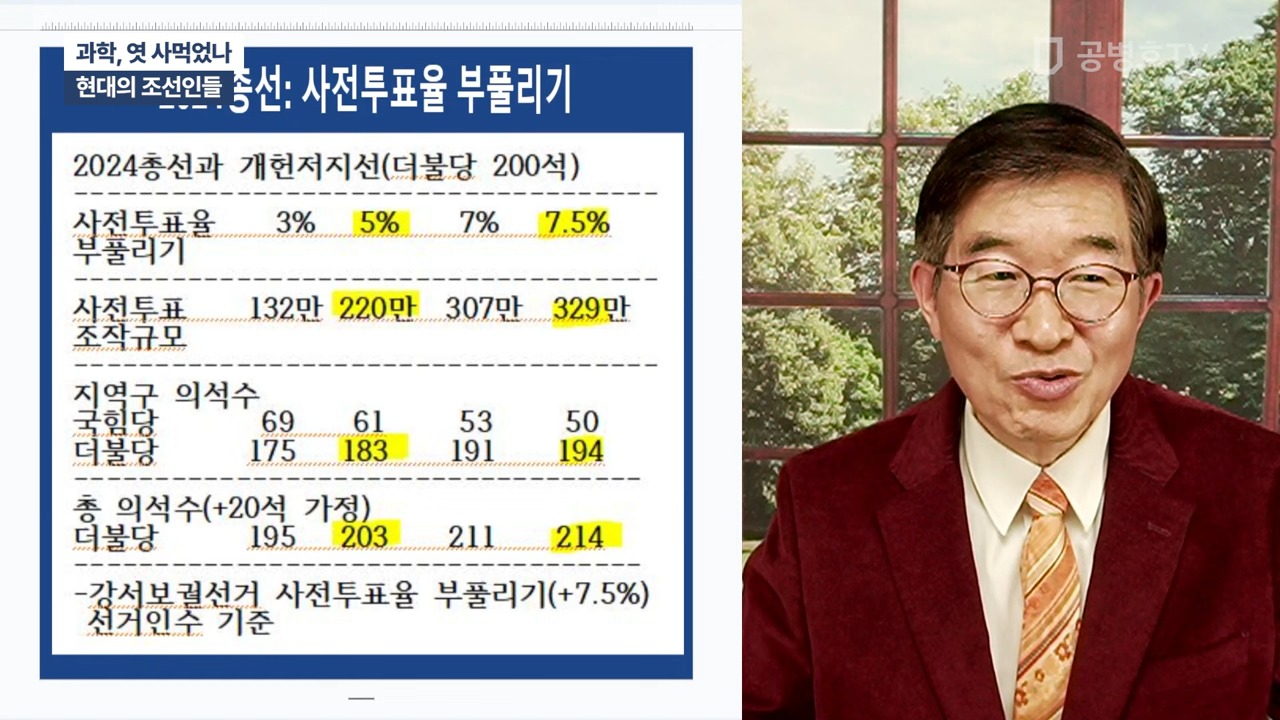 과학, 엿 사먹었나
현대의 조선인들
총선: 사전투표율 부풀리기
공병호TV
2024총선과 개헌저지선(더불당 200석)
사전투표율 3% 5% 7% 7.5%
부풀리기
사전투표 132만 220만 307만 329만
조작규모
지역구 의석수
국힘당 69 61 53 50
더불당 175 183 191 194
총 의석수(+20석 가정)
더불당 195 203 211 214
-강서보궐선거 사전투표율 부풀리기(+7.5%)
선거인수 기준